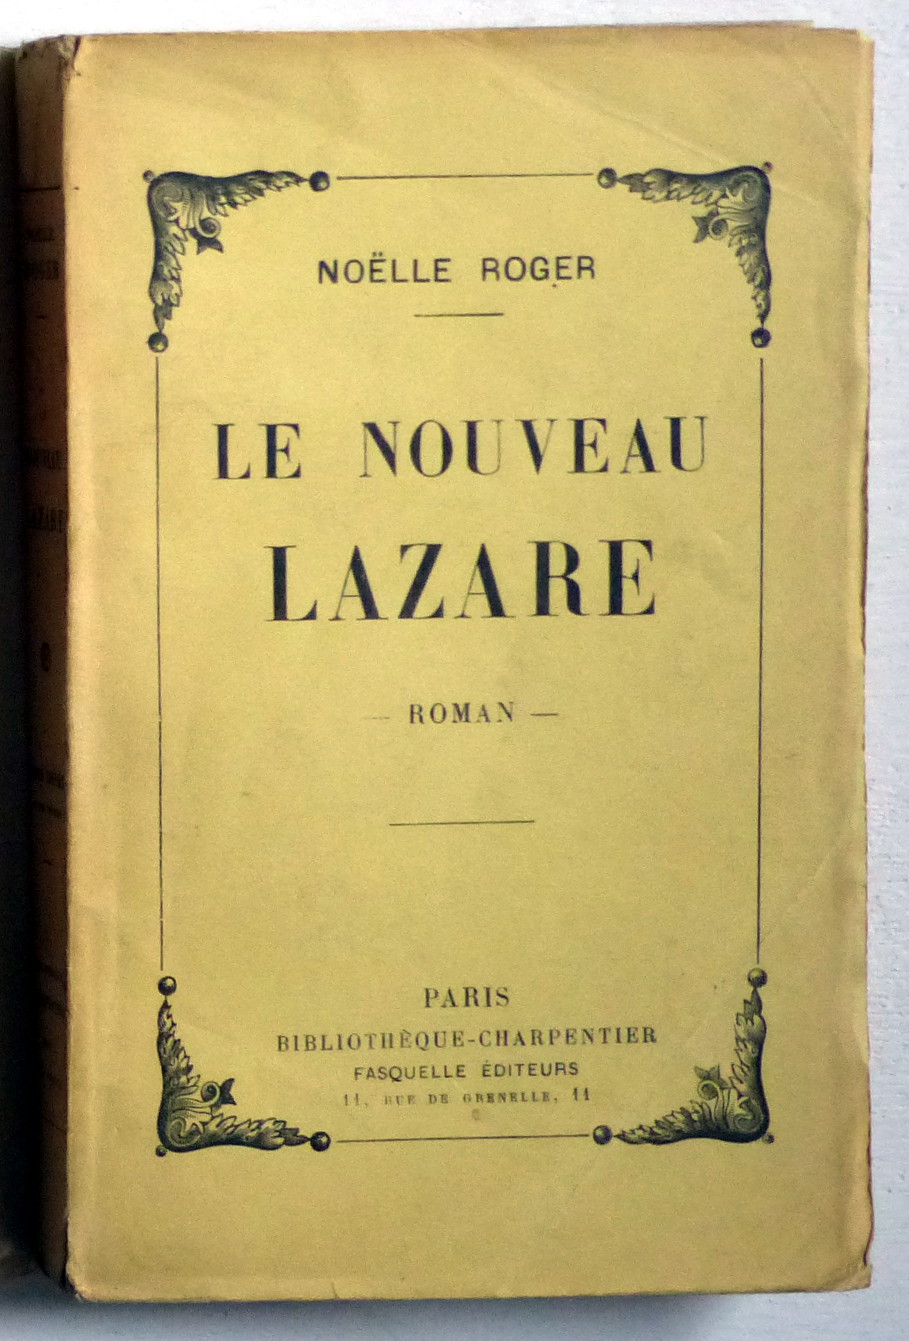 NOËLLE ROGER
LE NOUVEAU
LAZARE
— ROMAN —
PARIS
BIBLIOTHÈQUE-CHARPENTIER
FASQUELLE ÉDITEURS
11, RUE DE GRENELLE, 11